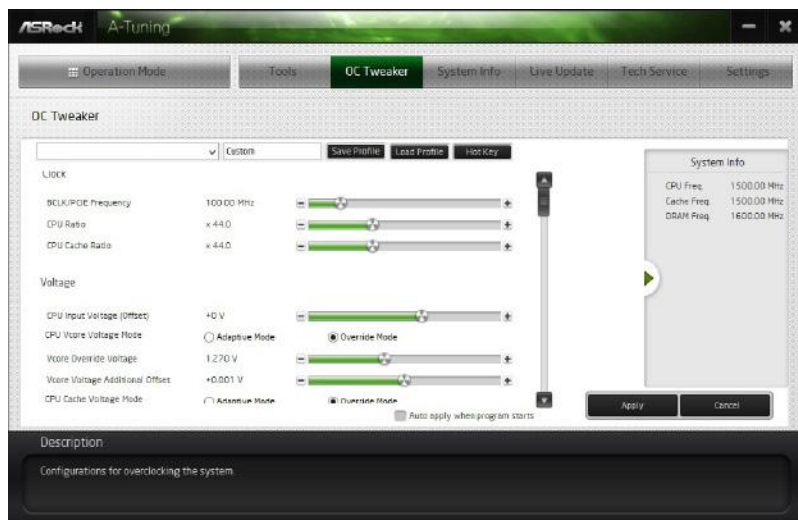 ASRock A-Tuning
Operation Mode Tools OC Tweaker System Info Live Update Tech Service Settings
OC Tweaker
Custom Save Profile Load Profile Hot Key
Clock
BCLK/PCIE Frequency 100.00 MHz
CPU Ratio x 44.0
CPU Cache Ratio x 44.0
Voltage
CPU Input Voltage (Offset) +0 V
CPU Vcore Voltage Mode Adaptive Mode Override Mode
Vcore Override Voltage 1.270 V
Vcore Voltage Additional Offset +0.001 V
CPU Cache Voltage Mode Adaptive Mode Override Mode
Auto apply when program starts
System Info
CPU Freq. 1500.00 MHz
Cache Freq. 1500.00 MHz
DRAM Freq. 1600.00 MHz
Apply Cancel
Description
Configurations for overclocking the system.